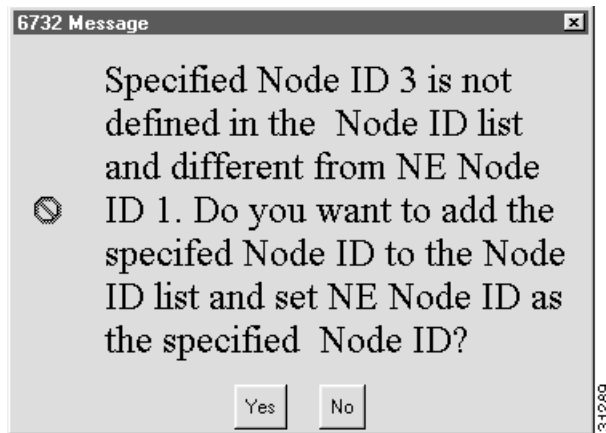 6732 Message
Specified Node ID 3 is not
defined in the Node ID list
and different from NE Node
ID 1. Do you want to add the
specifed Node ID to the Node
ID list and set NE Node ID as
the specified Node ID?
Yes No
31289